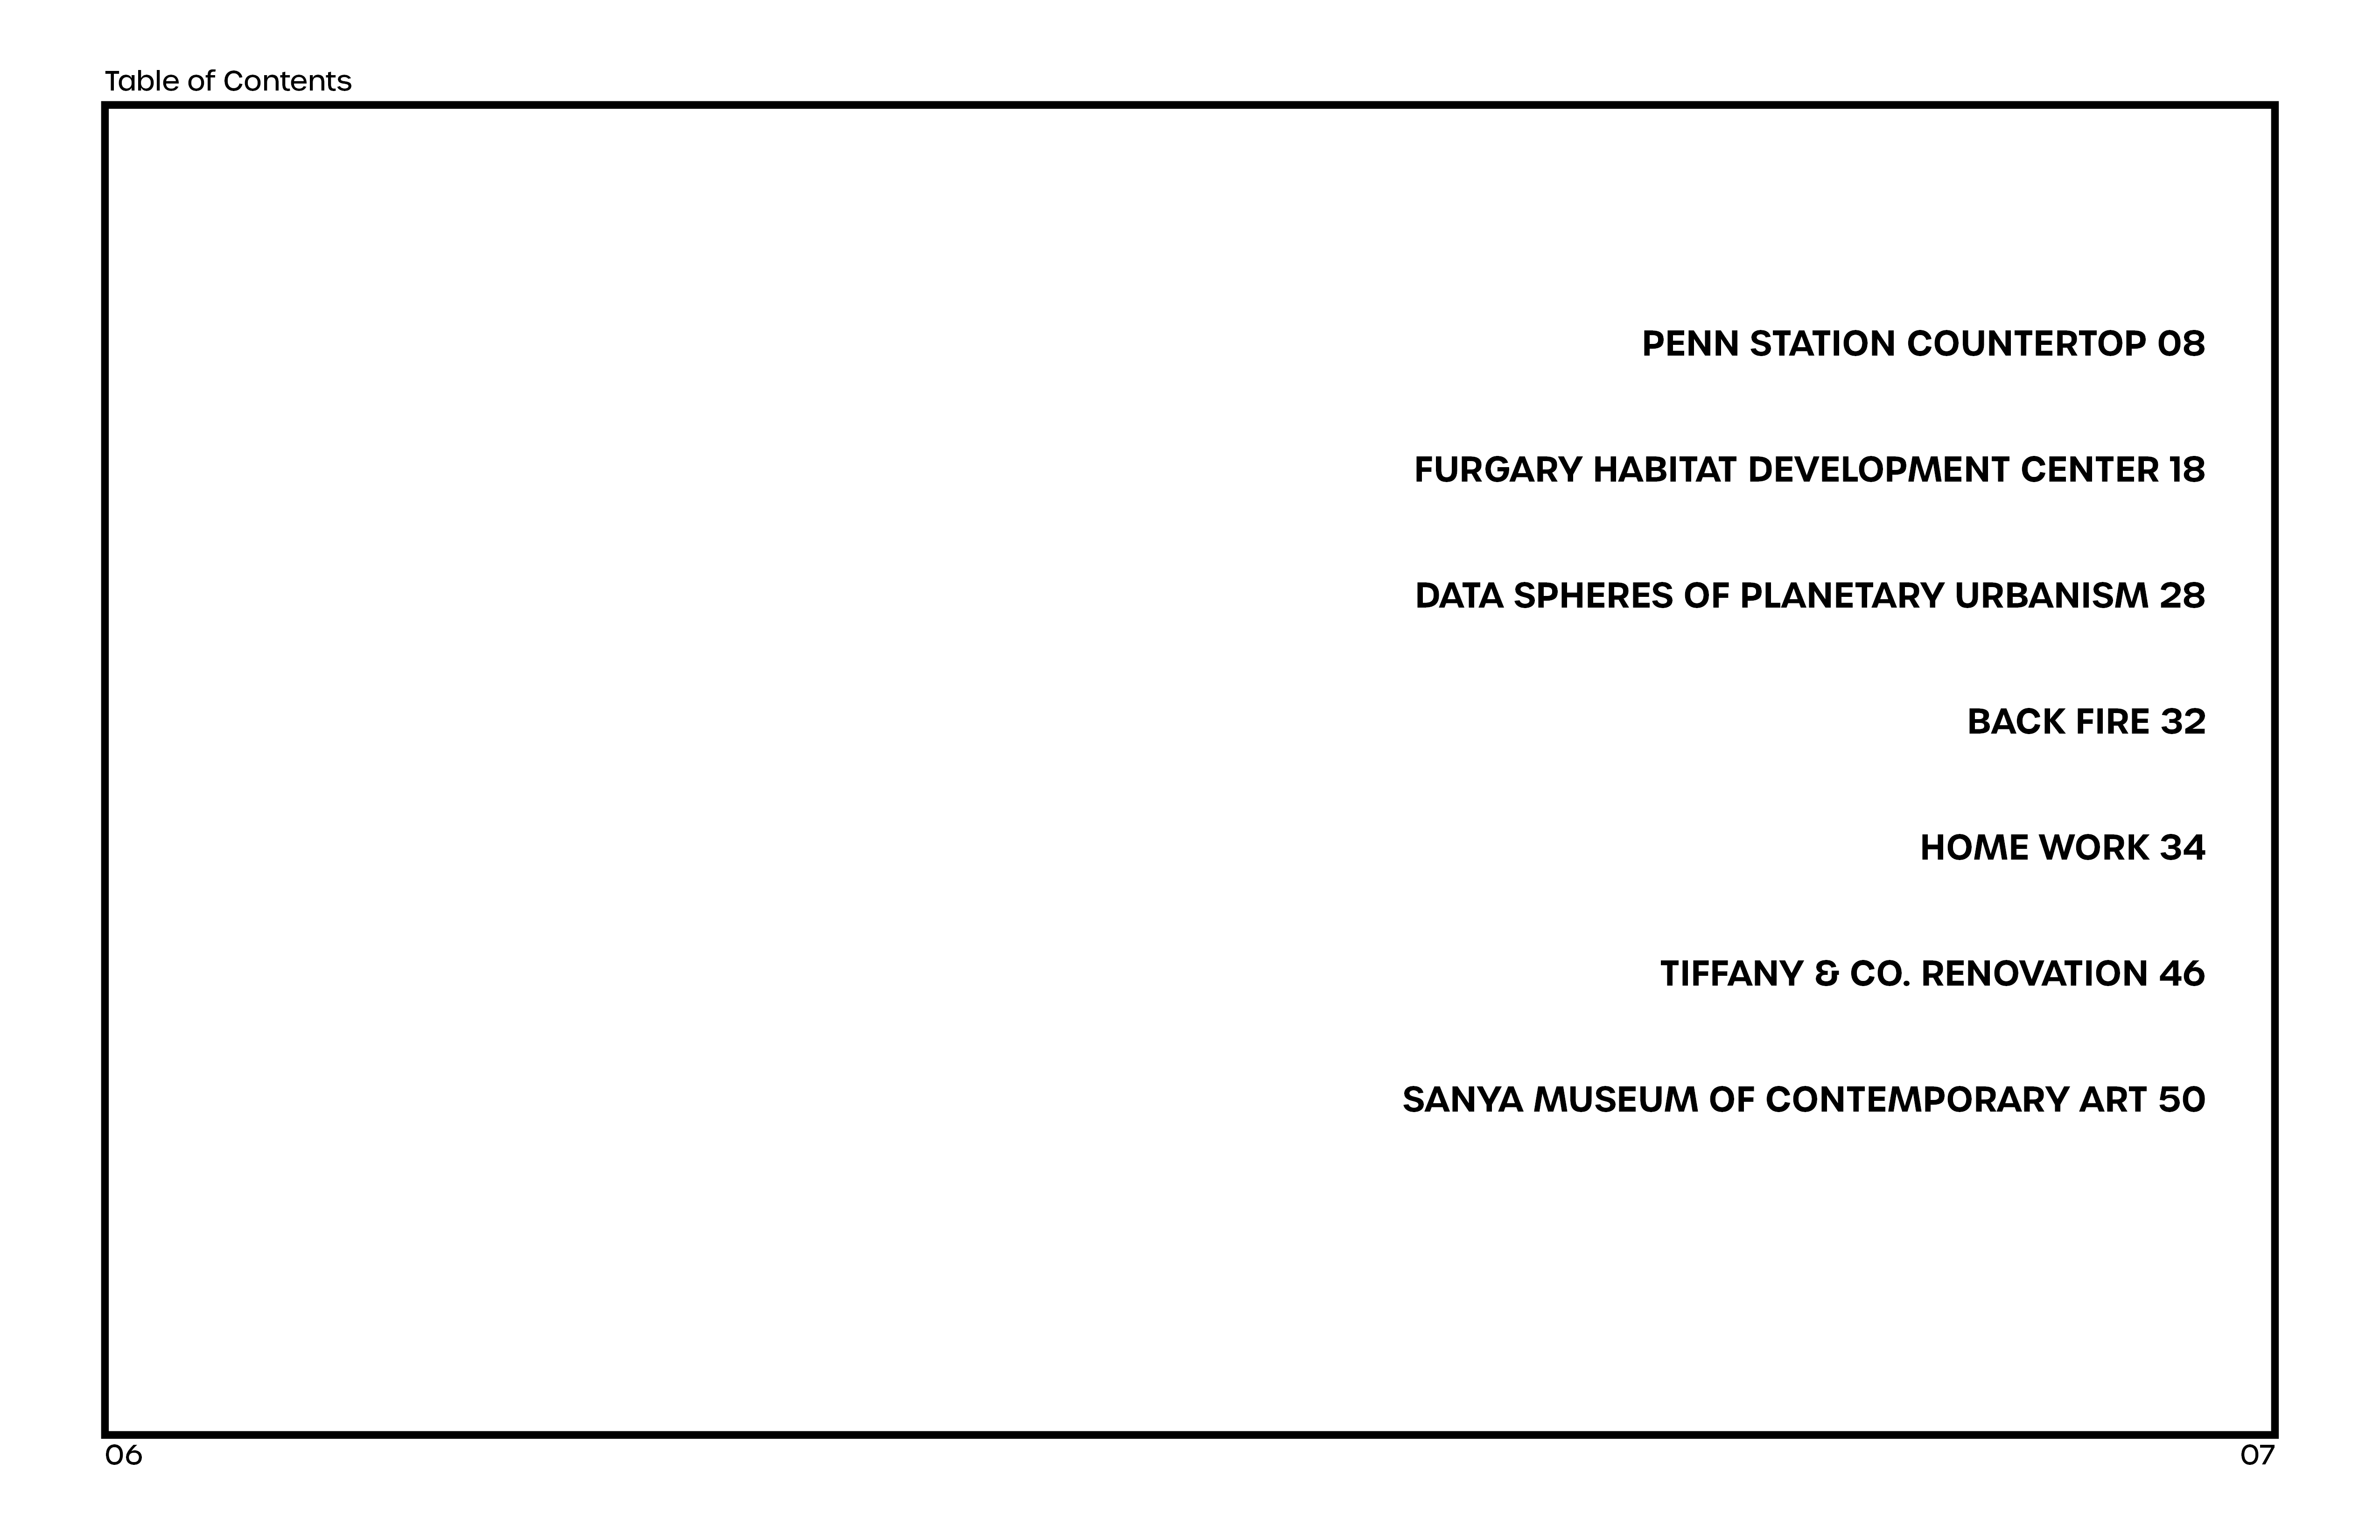 Table of Contents
PENN STATION COUNTERTOP 08
FURGARY HABITAT DEVELOPMENT CENTER 18
DATA SPHERES OF PLANETARY URBANISM 28
BACK FIRE 32
HOME WORK 34
TIFFANY & CO. RENOVATION 46
SANYA MUSEUM OF CONTEMPORARY ART 50
06
07